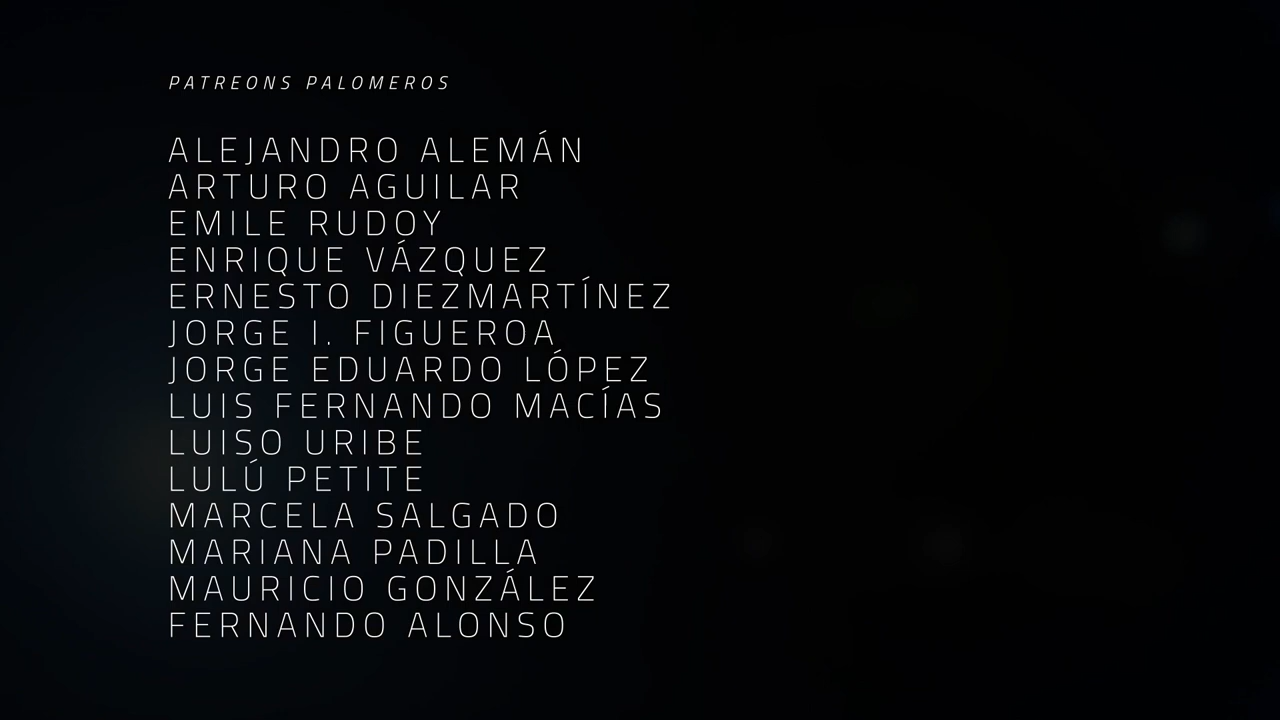 PATREONS PALOMEROS
ALEJANDRO ALEMÁN
ARTURO AGUILAR
EMILE RUDOY
ENRIQUE VÁZQUEZ
ERNESTO DIEZMARTÍNEZ
JORGE I. FIGUEROA
JORGE EDUARDO LÓPEZ
LUIS FERNANDO MACÍAS
LUISO URIBE
LULÚ PETITE
MARCELA SALGADO
MARIANA PADILLA
MAURICIO GONZÁLEZ
FERNANDO ALONSO